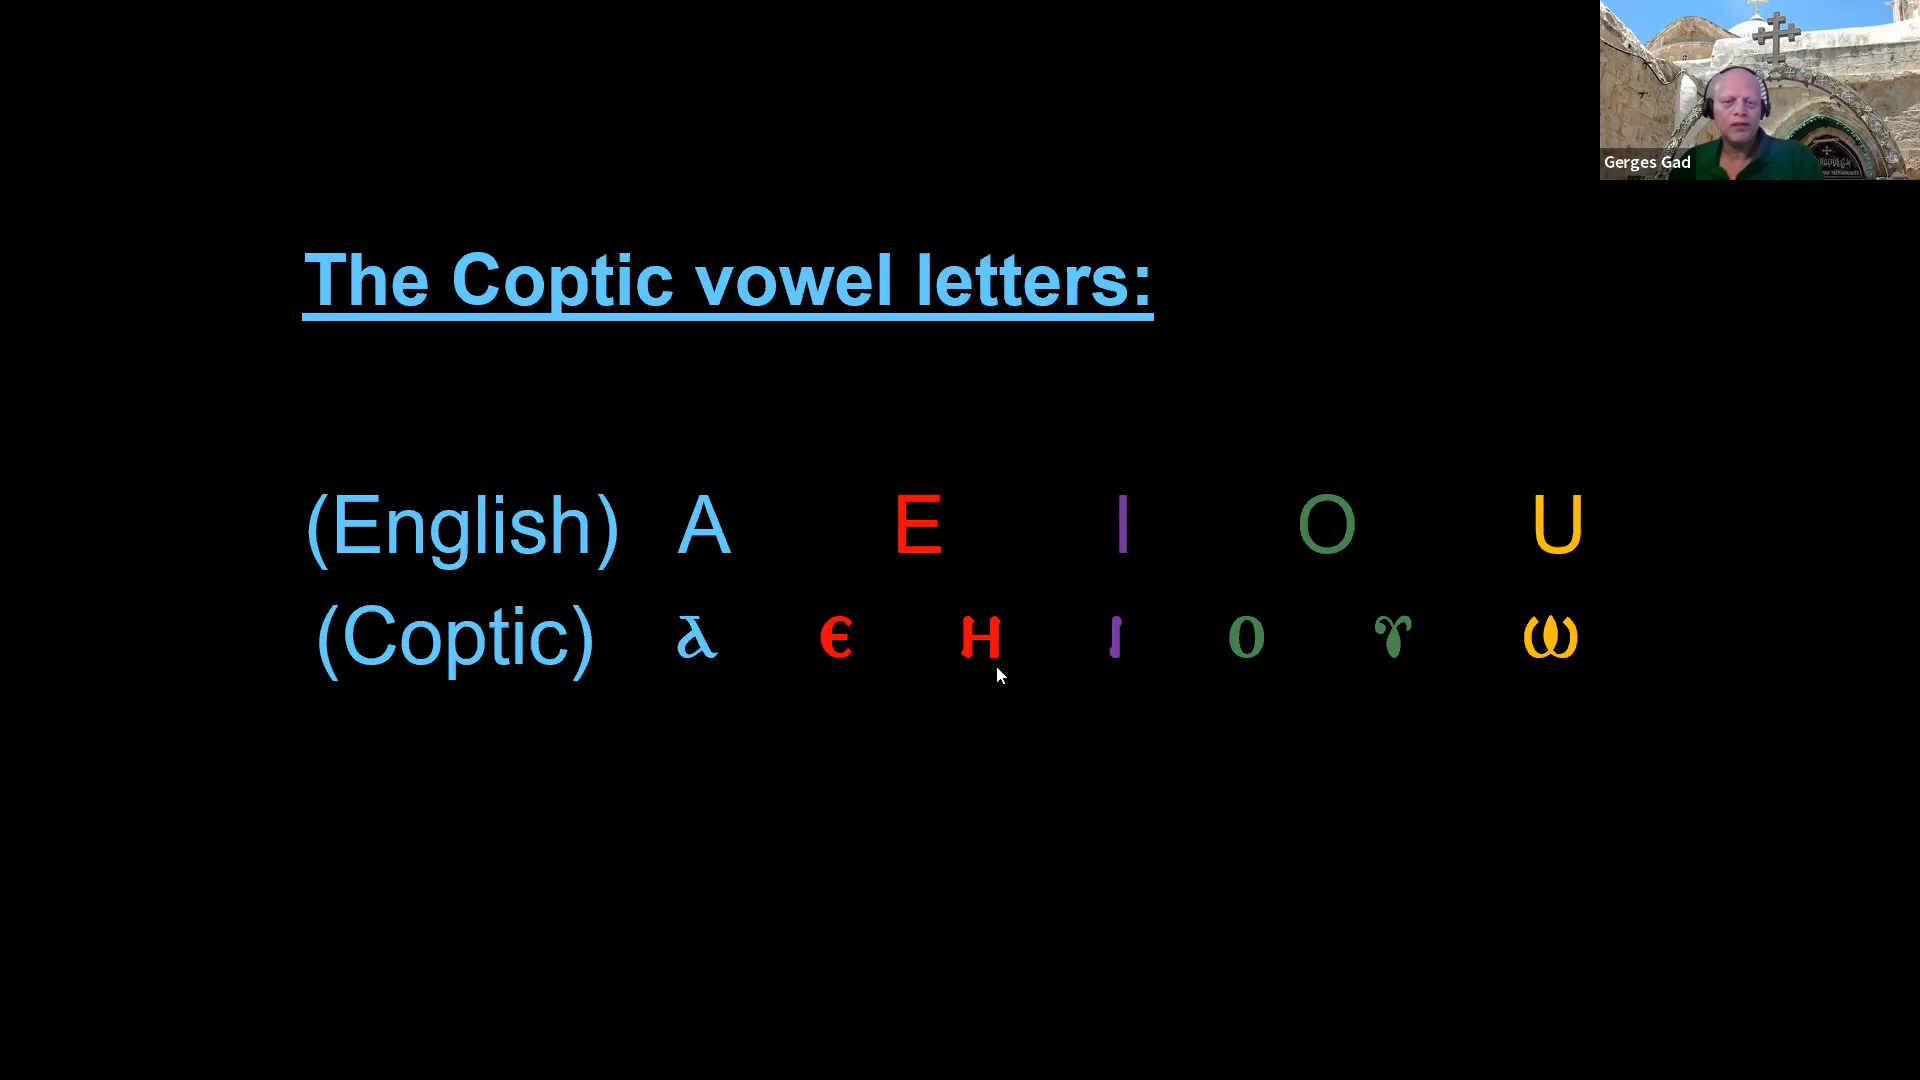 Gerges Gad
The Coptic vowel letters:
(English) A E I O U
(Coptic) ⲁ ⲉ ⲏ ⲓ ⲟ ⲩ ⲱ